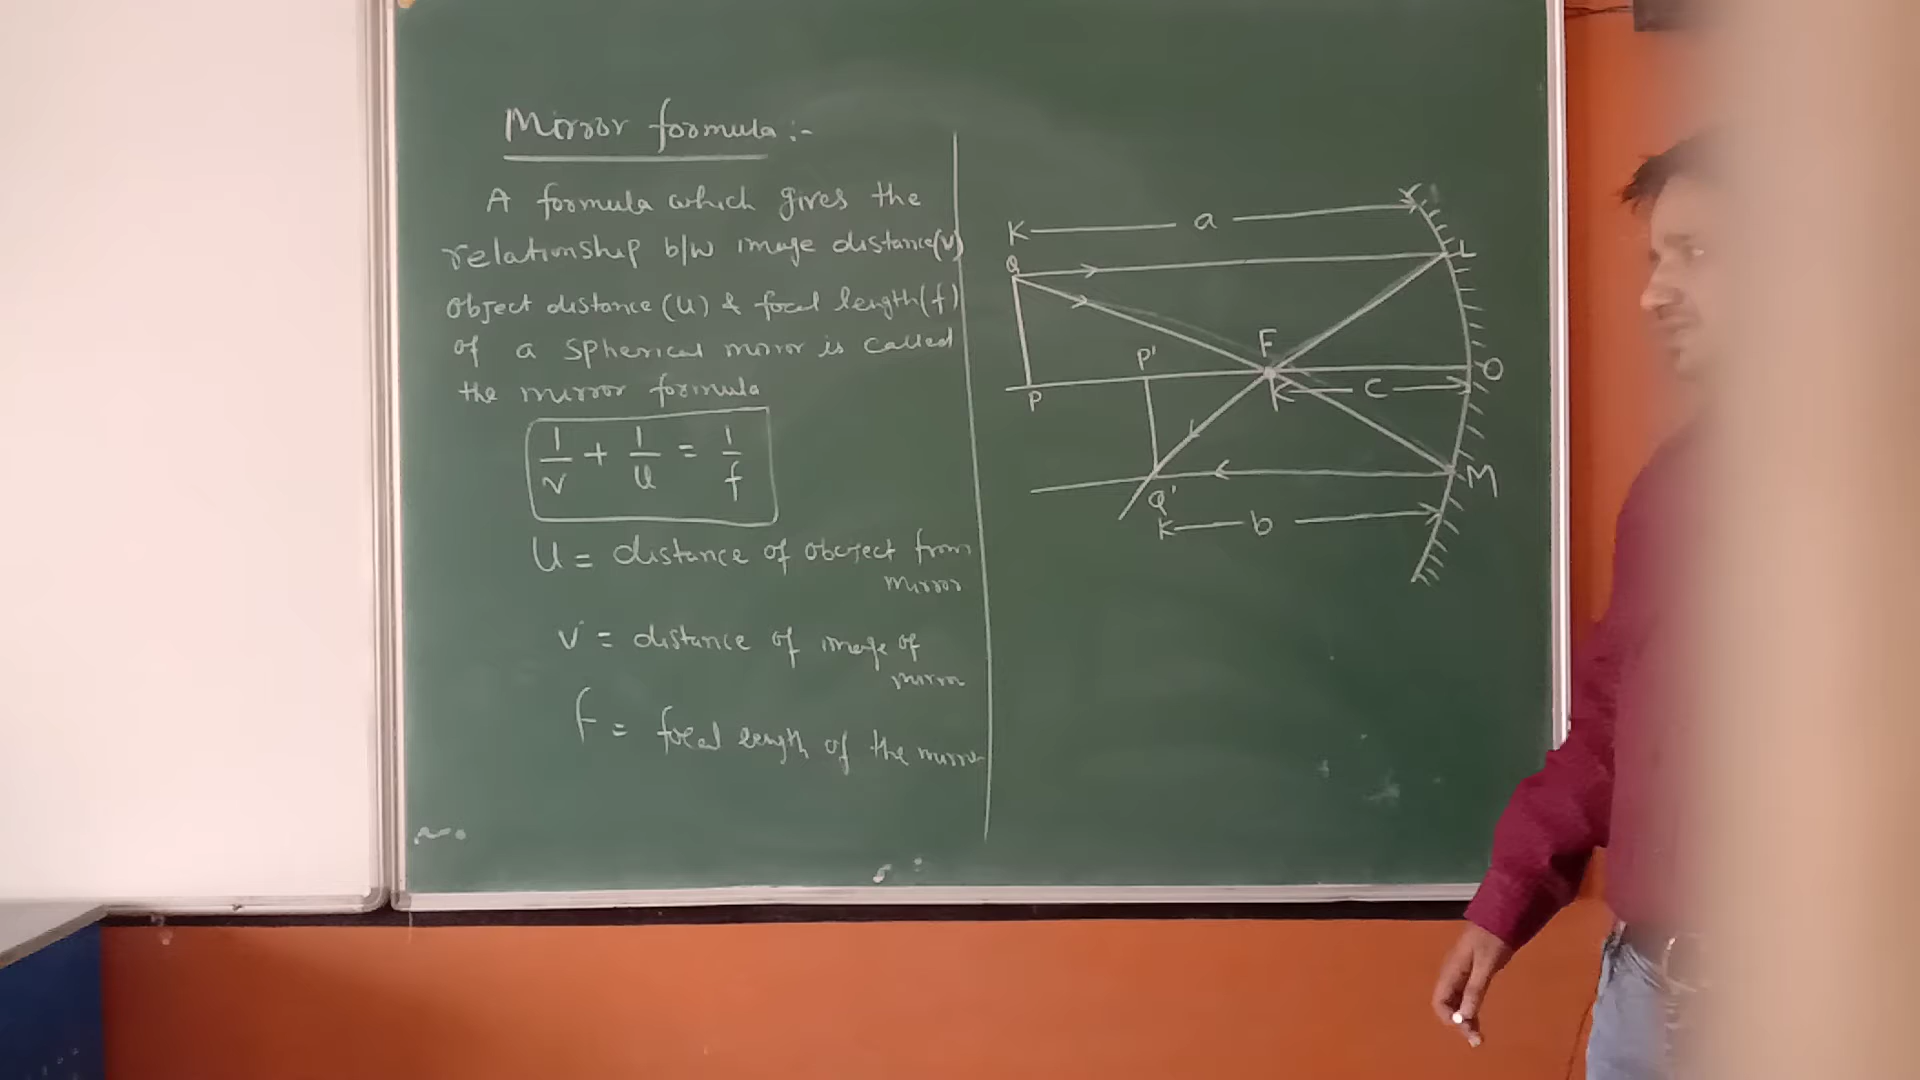 Mirror formula :-
A formula which gives the
relationship b/w image distance(v)
object distance (u) & focal length(f)
of a spherical mirror is called
the mirror formula
1/v + 1/u = 1/f
U = distance of object from
mirror
v = distance of image of
mirror
f = focal length of the mirror
a
Q
L
F
P'
O
P
C
M
Q'
b